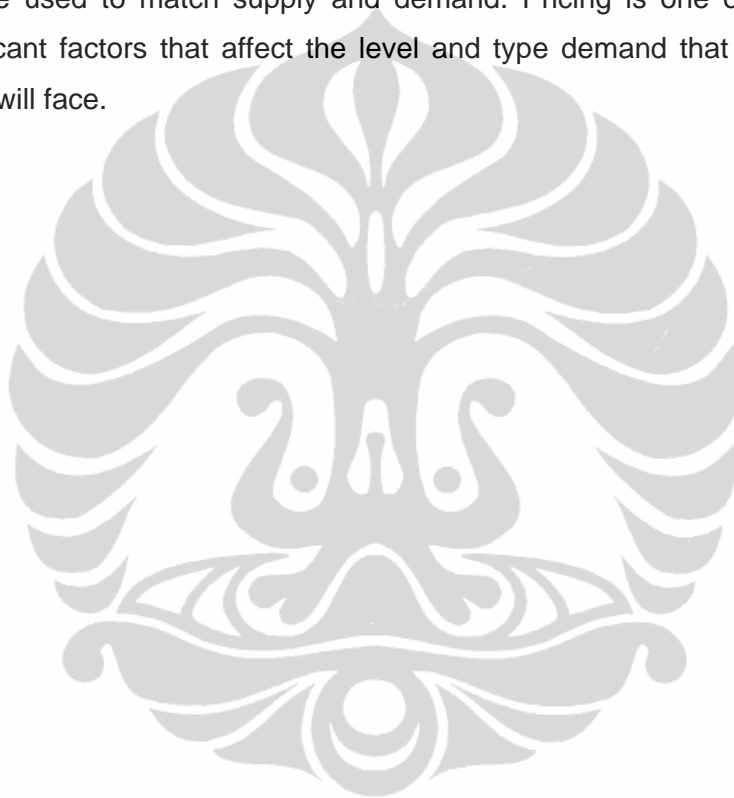 used to match supply and demand. Pricing is one
cant factors that affect the level and type demand that
will face.